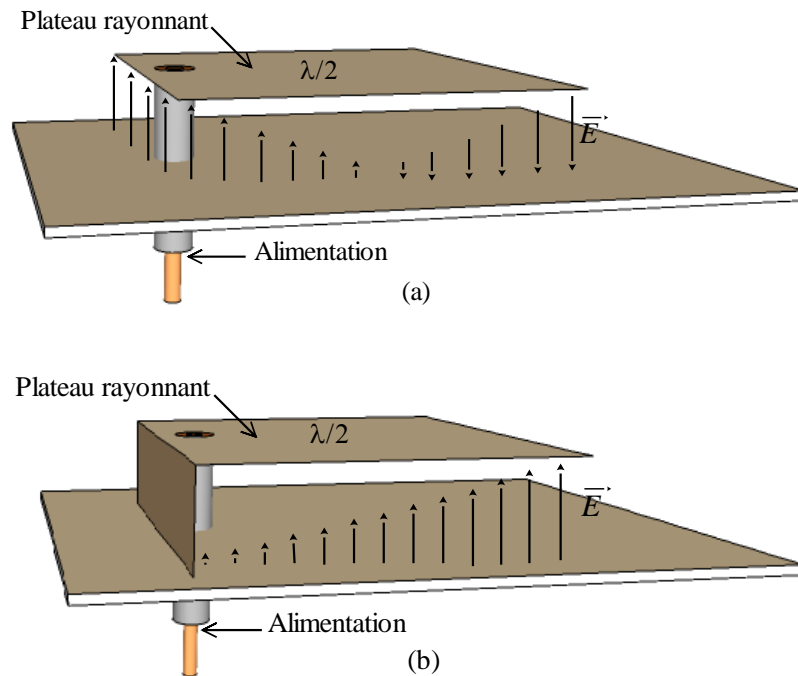 Plateau rayonnant
λ/2
E
Alimentation
(a)
Plateau rayonnant
λ/2
E
Alimentation
(b)